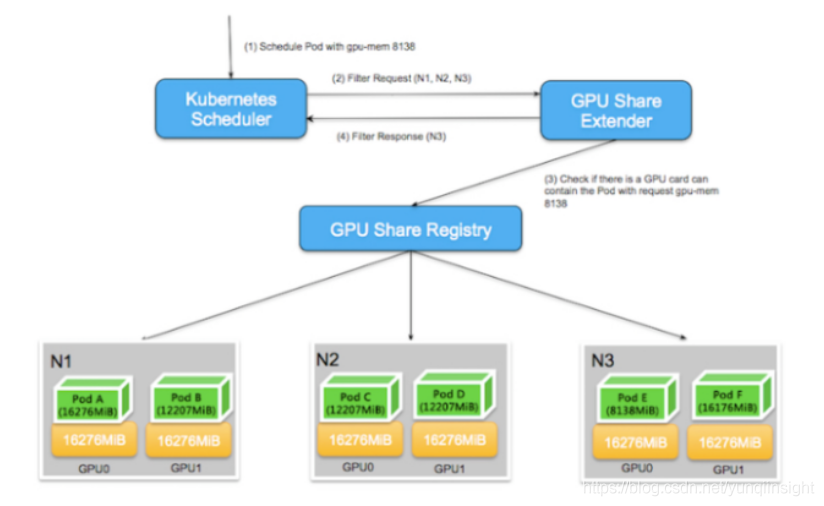 (1) Schedule Pod with gpu-mem 8138
(2) Filter Request (N1, N2, N3)
Kubernetes
Scheduler
GPU Share
Extender
(4) Filter Response (N3)
(3) Check if there is a GPU card can
contain the Pod with request gpu-mem
8138
GPU Share Registry
N1
Pod A
(16276MiB)
Pod B
(12207MiB)
16276MiB
16276MiB
GPU0
GPU1
N2
Pod C
(12207MiB)
Pod D
(12207MiB)
16276MiB
16276MiB
GPU0
GPU1
N3
Pod E
(8138MiB)
Pod F
(16176MiB)
16276MiB
16276MiB
GPU0
GPU1
https://blog.csdn.net/yunqiinsight